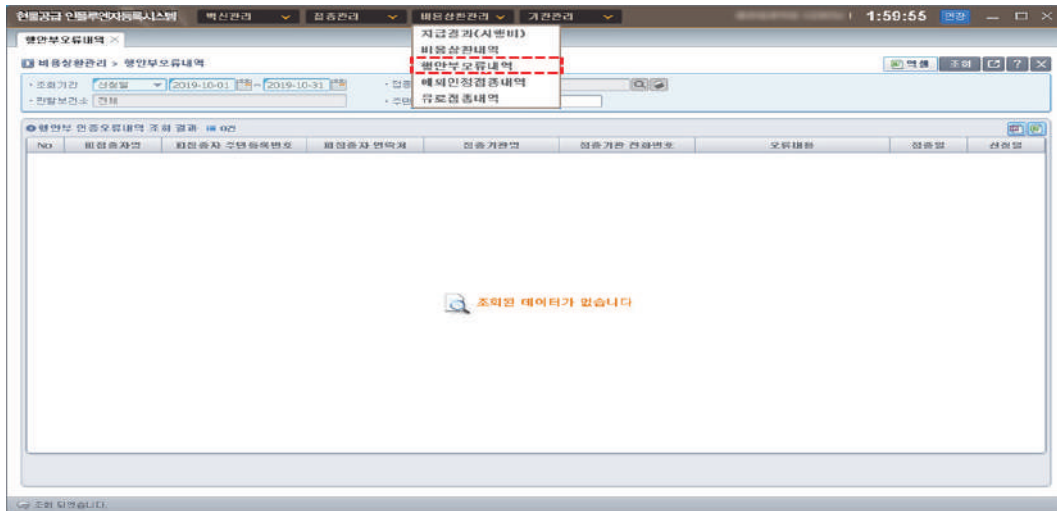 현물공급 인플루엔자등록시스템 백신관리 접종관리 비용상환관리 기관관리 1:59:55 연장
행안부오류내역
지급결과(시행비)
비용상환내역
행안부오류내역
예외인정접종내역
유료접종내역
비용상환관리 > 행안부오류내역 엑셀 조회 ?
· 조회기간 신청일 2019-10-01 ~ 2019-10-31
· 관할보건소 전체
행안부 인증오류내역 조회 결과 0건
No 피접종자명 피접종자 주민등록번호 피접종자 연락처 접종기관명 접종기관 전화번호 오류내용 접종일 신청일
조회된 데이터가 없습니다
조회 되었습니다.